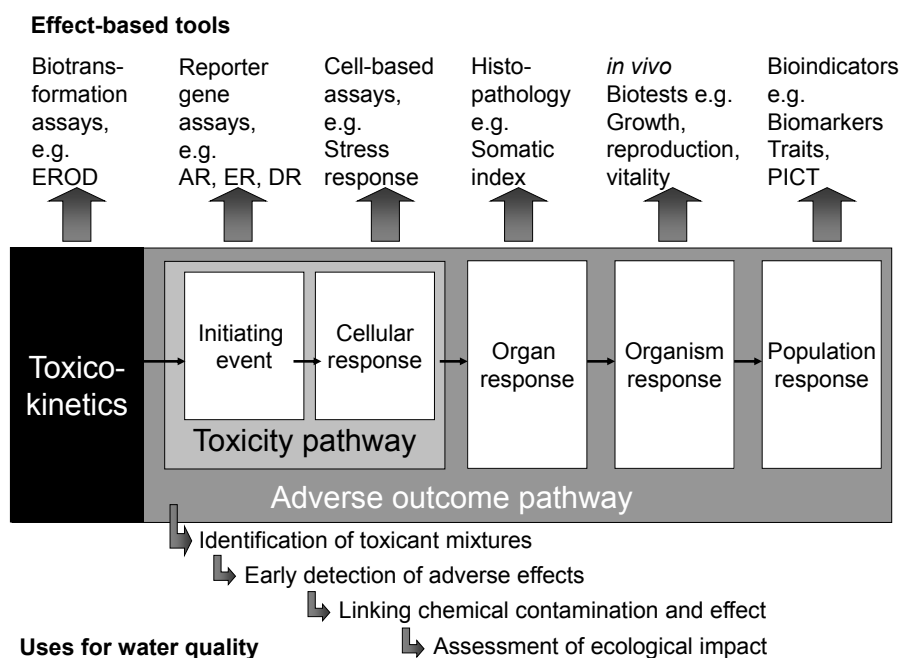 Effect-based tools
Biotrans-
formation
assays,
e.g.
EROD
Reporter
gene
assays,
e.g.
AR, ER, DR
Cell-based
assays,
e.g.
Stress
response
Histo-
pathology
e.g.
Somatic
index
in vivo
Biotests e.g.
Growth,
reproduction,
vitality
Bioindicators
e.g.
Biomarkers
Traits,
PICT
Toxico-
kinetics
Initiating
event
Cellular
response
Toxicity pathway
Organ
response
Organism
response
Population
response
Adverse outcome pathway
Identification of toxicant mixtures
Early detection of adverse effects
Linking chemical contamination and effect
Assessment of ecological impact
Uses for water quality